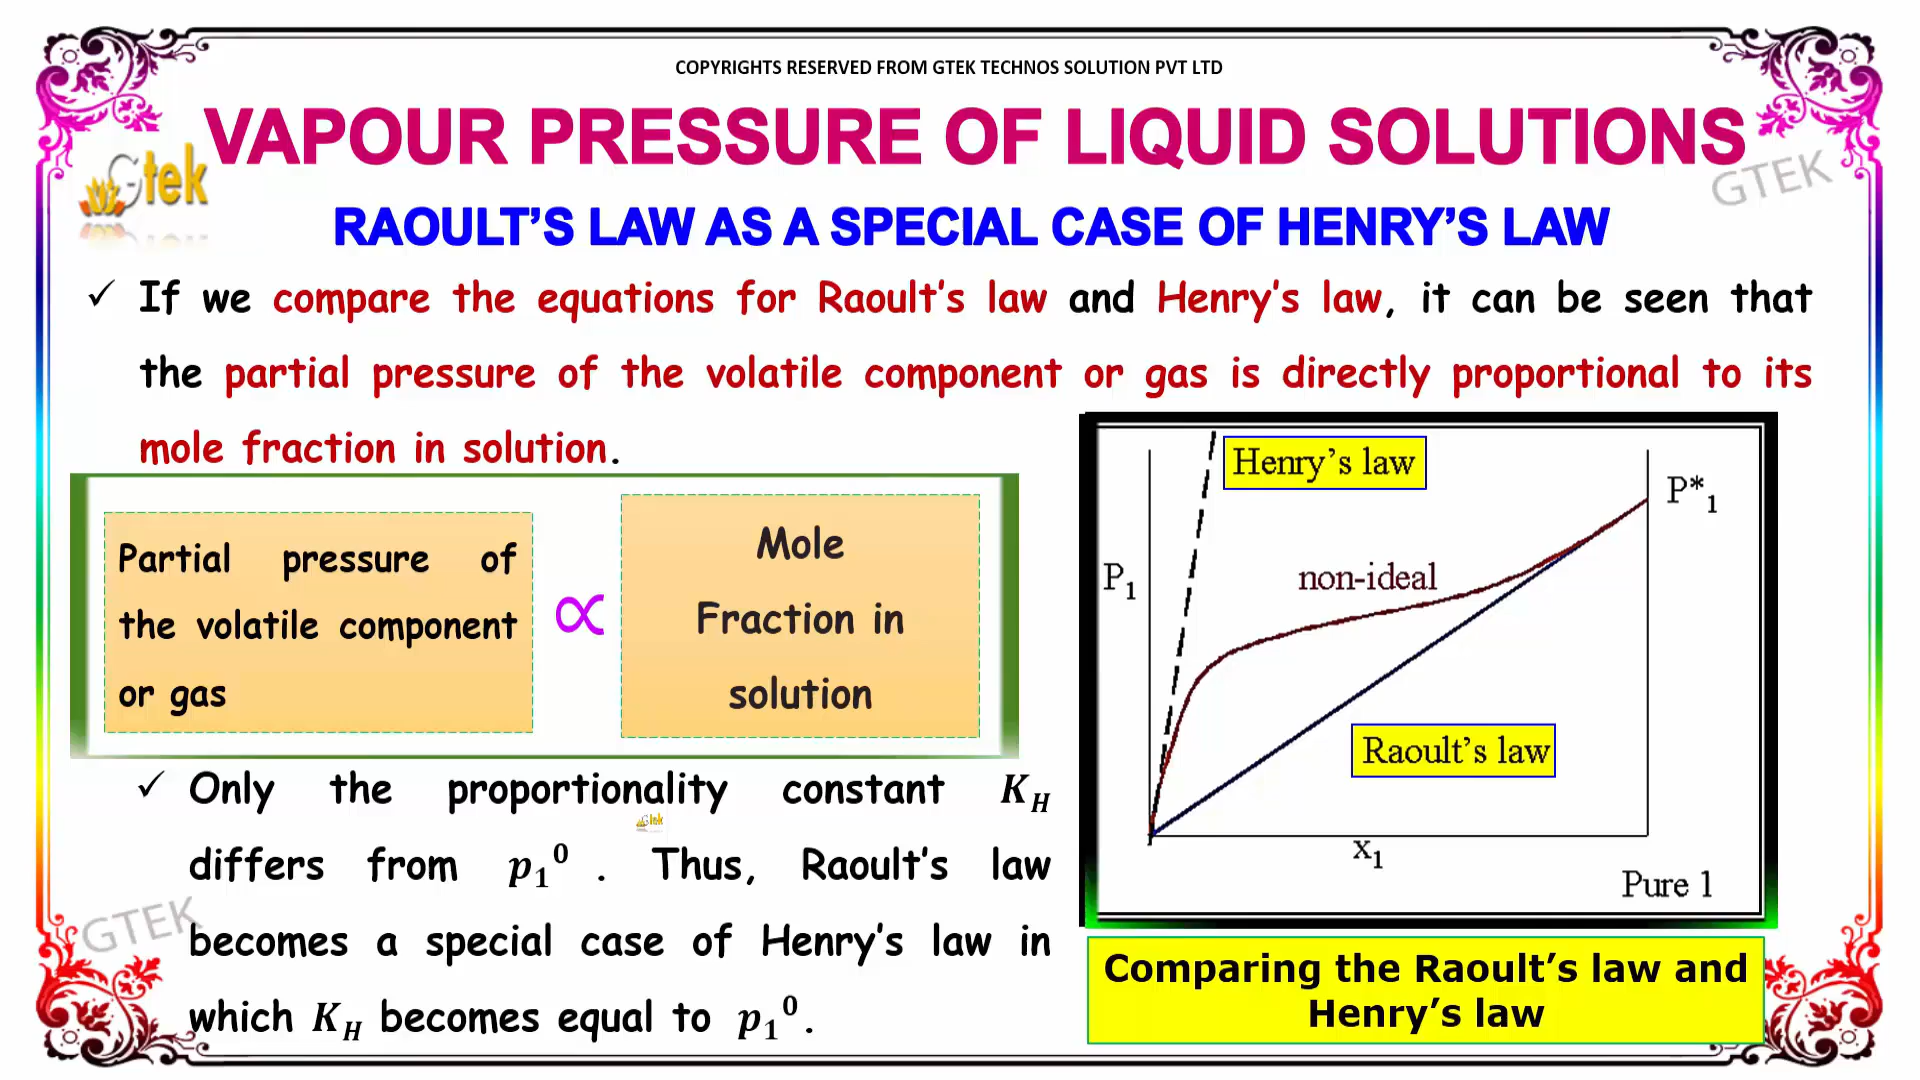 COPYRIGHTS RESERVED FROM GTEK TECHNOS SOLUTION PVT LTD
VAPOUR PRESSURE OF LIQUID SOLUTIONS
Gtek
GTEK
RAOULT’S LAW AS A SPECIAL CASE OF HENRY’S LAW
✓ If we compare the equations for Raoult’s law and Henry’s law, it can be seen that
the partial pressure of the volatile component or gas is directly proportional to its
mole fraction in solution.
Partial pressure of
the volatile component
or gas
∝
Mole
Fraction in
solution
✓ Only the proportionality constant K_H
Gtek
differs from p₁⁰ . Thus, Raoult’s law
becomes a special case of Henry’s law in
which K_H becomes equal to p₁⁰.
GTEK
Henry’s law
P*₁
P₁
non-ideal
Raoult’s law
x₁
Pure 1
Comparing the Raoult’s law and
Henry’s law